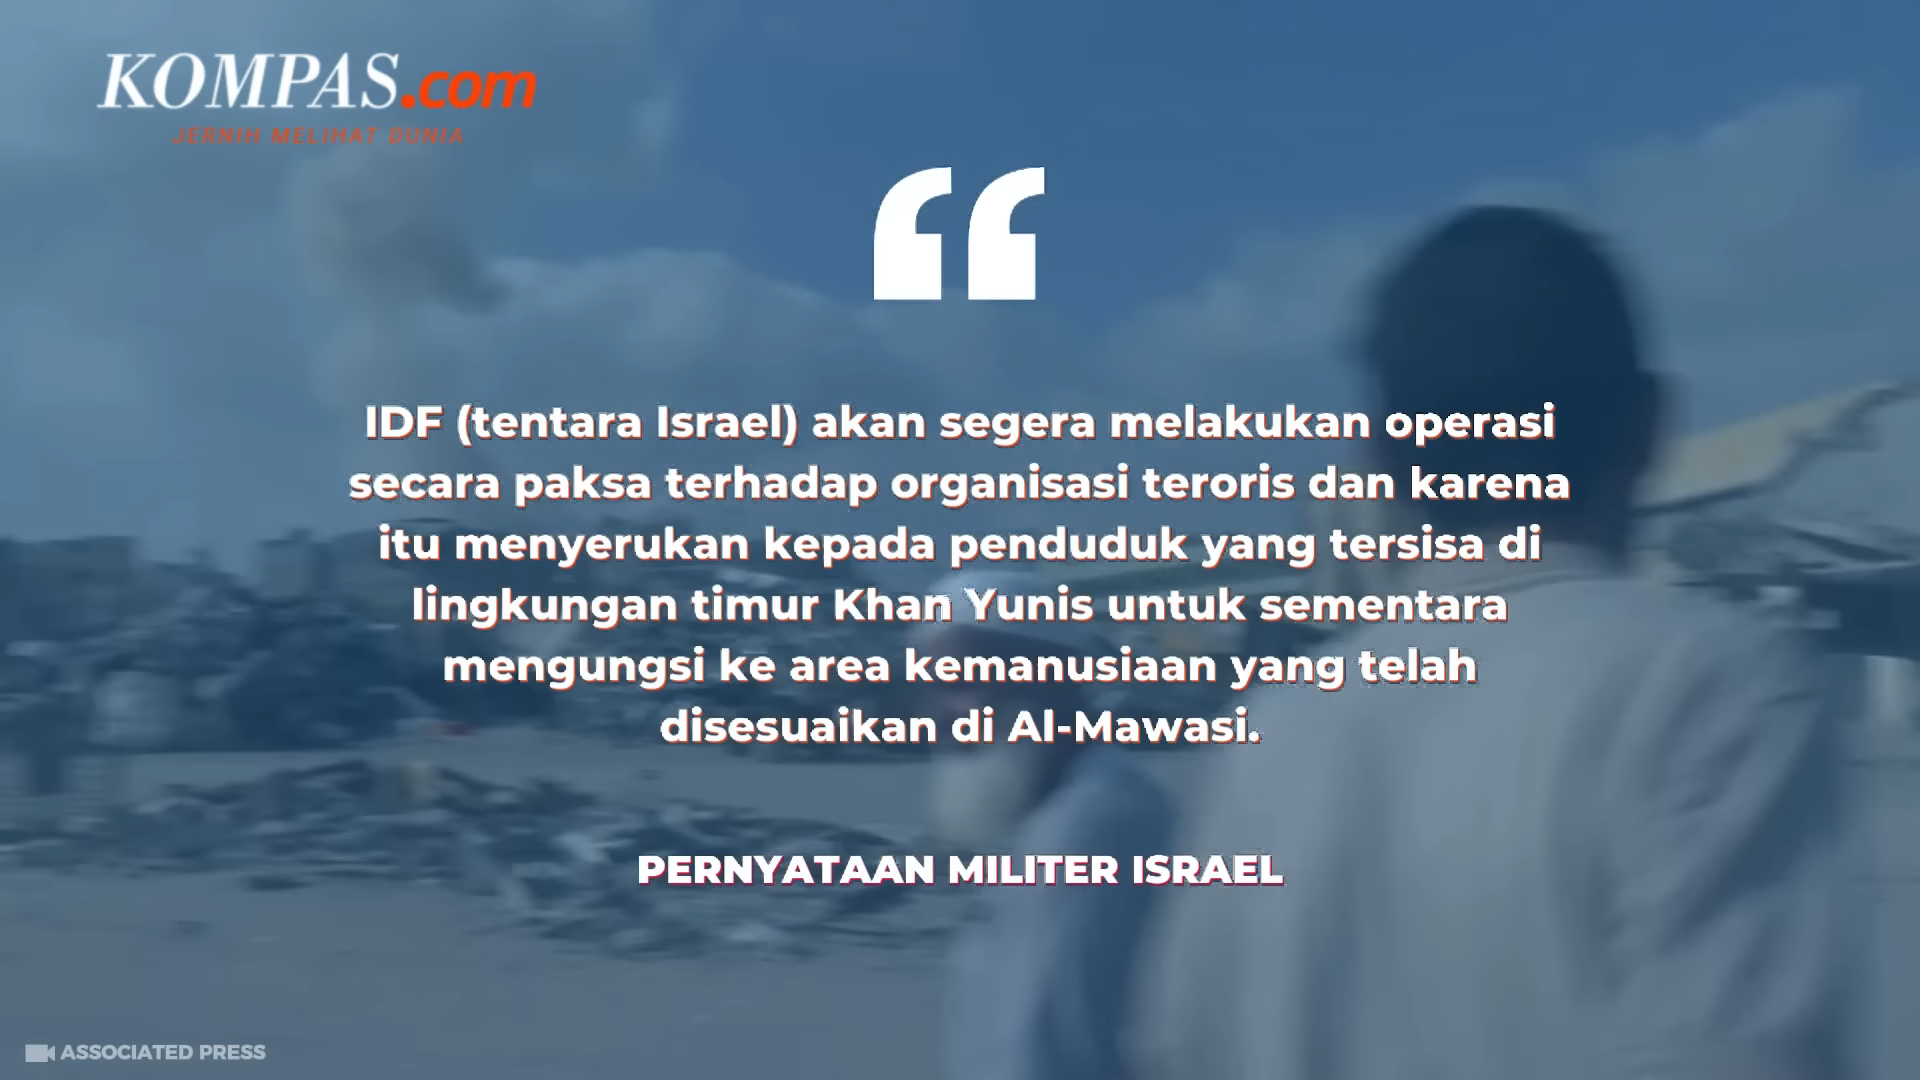 KOMPAS.com
JERNIH MELIHAT DUNIA
“
IDF (tentara Israel) akan segera melakukan operasi
secara paksa terhadap organisasi teroris dan karena
itu menyerukan kepada penduduk yang tersisa di
lingkungan timur Khan Yunis untuk sementara
mengungsi ke area kemanusiaan yang telah
disesuaikan di Al-Mawasi.
PERNYATAAN MILITER ISRAEL
ASSOCIATED PRESS